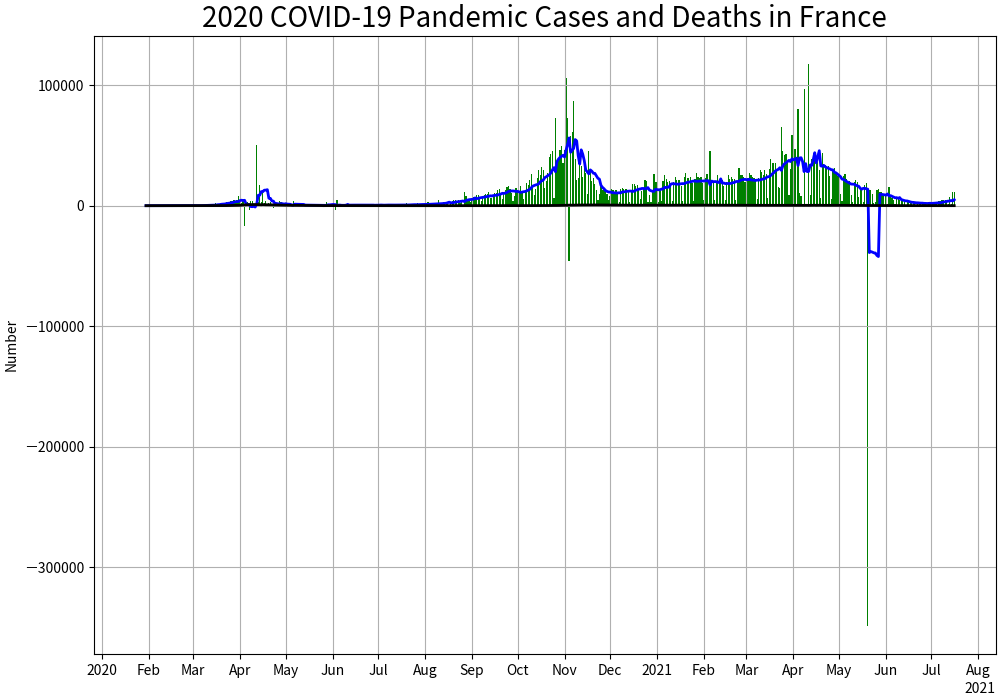 2020 COVID-19 Pandemic Cases and Deaths in France
Number
100000
0
−100000
−200000
−300000
2020 Feb Mar Apr May Jun Jul Aug Sep Oct Nov Dec 2021 Feb Mar Apr May Jun Jul Aug
2021